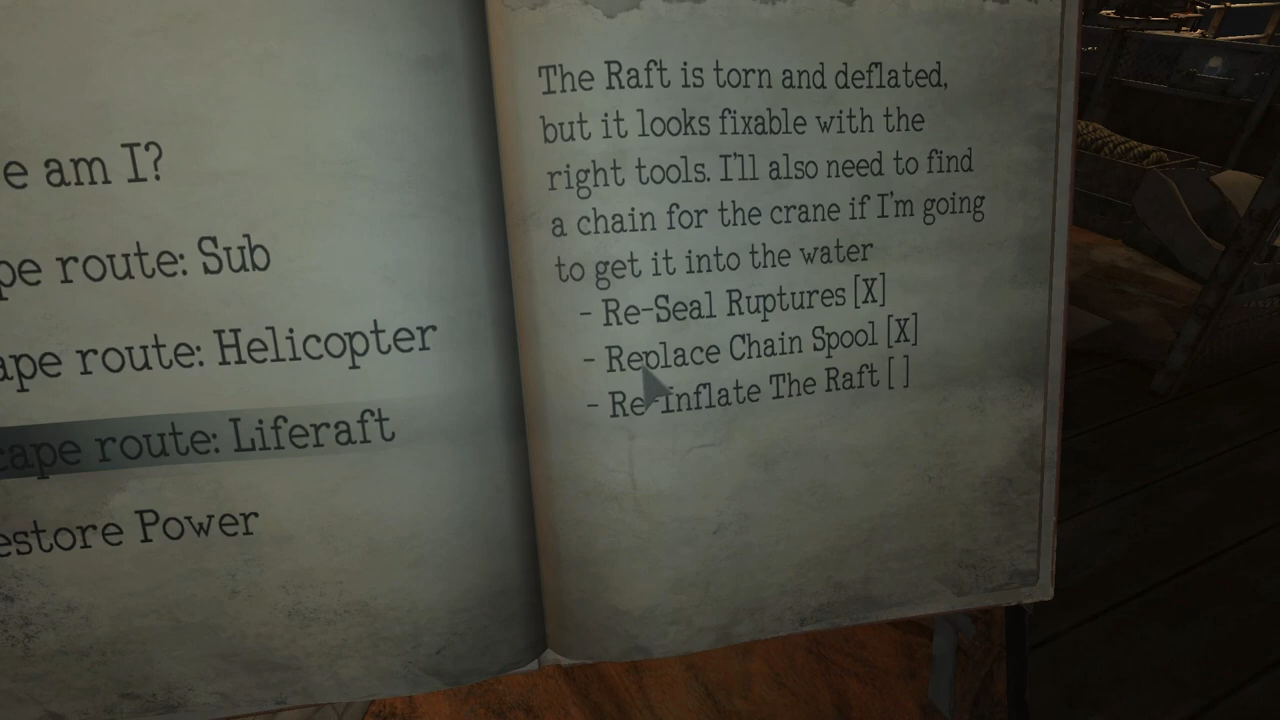 e am I?
pe route: Sub
ape route: Helicopter
cape route: Liferaft
estore Power
The Raft is torn and deflated,
but it looks fixable with the
right tools. I'll also need to find
a chain for the crane if I'm going
to get it into the water
- Re-Seal Ruptures [X]
- Replace Chain Spool [X]
- Re-Inflate The Raft [ ]